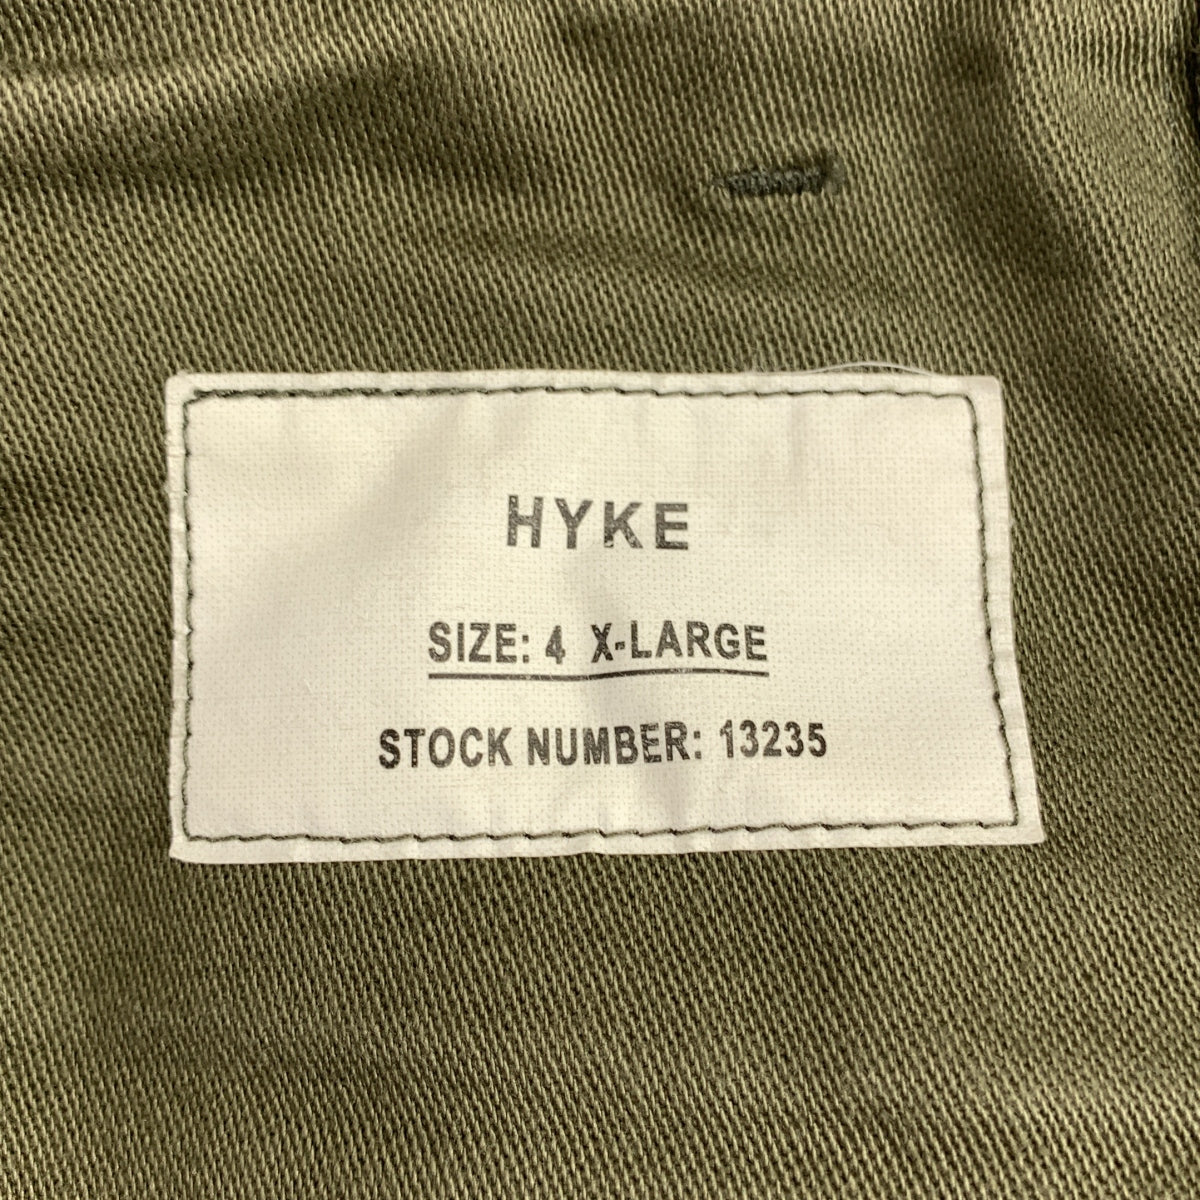 HYKE
SIZE: 4 X-LARGE
STOCK NUMBER: 13235